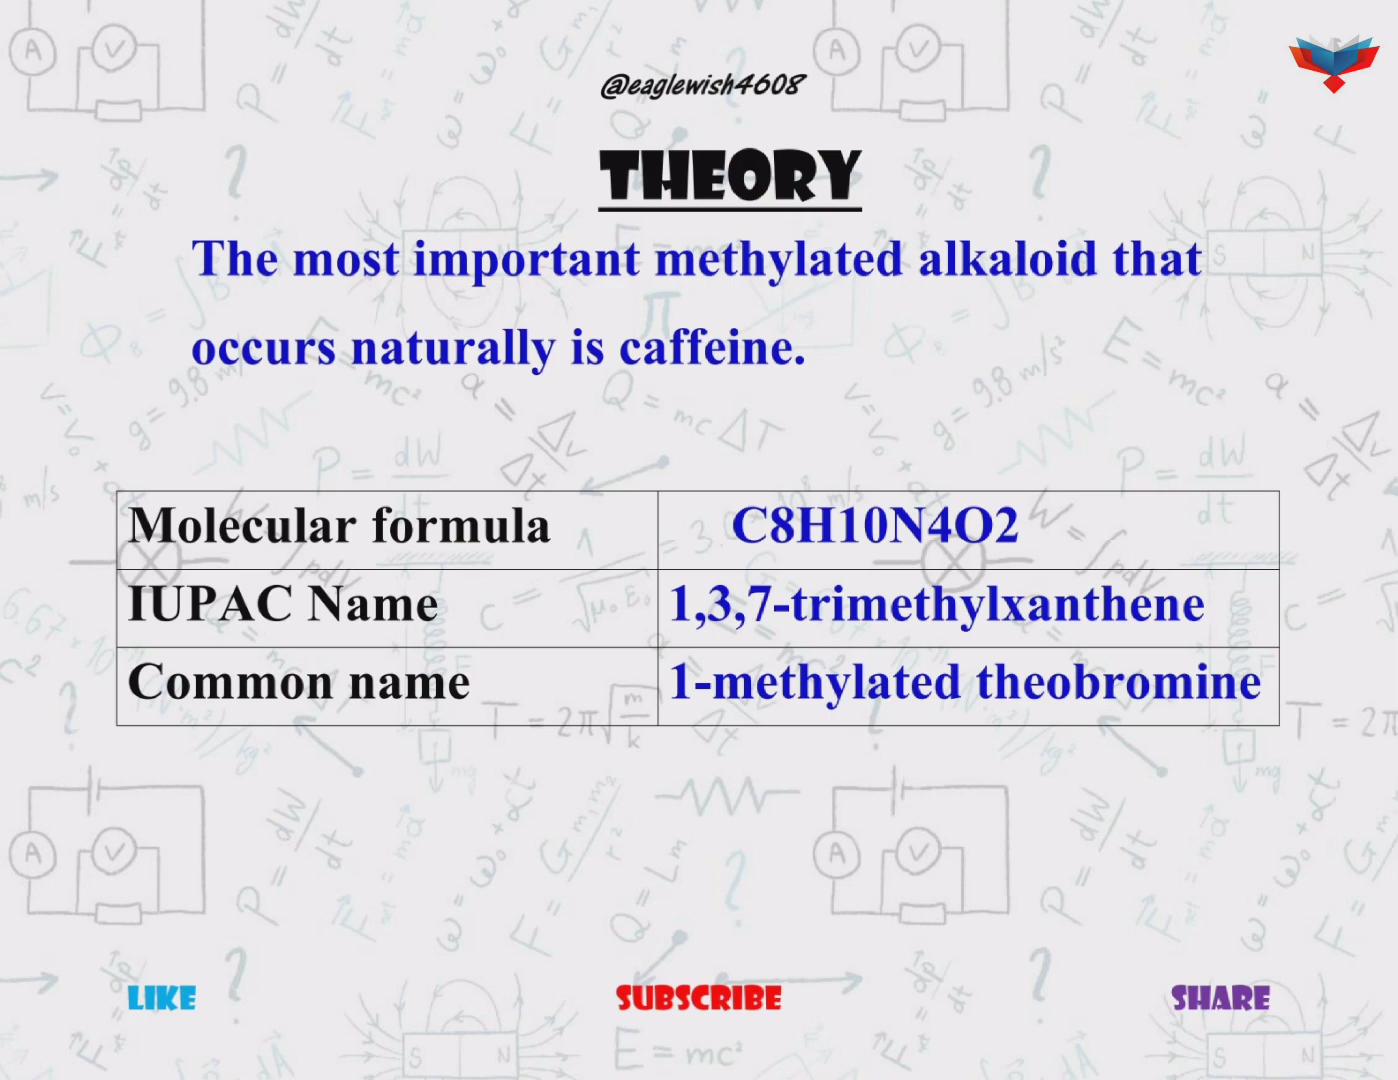 @eaglewish4608
THEORY
The most important methylated alkaloid that
occurs naturally is caffeine.
Molecular formula C8H10N4O2
IUPAC Name 1,3,7-trimethylxanthene
Common name 1-methylated theobromine
LIKE SUBSCRIBE SHARE